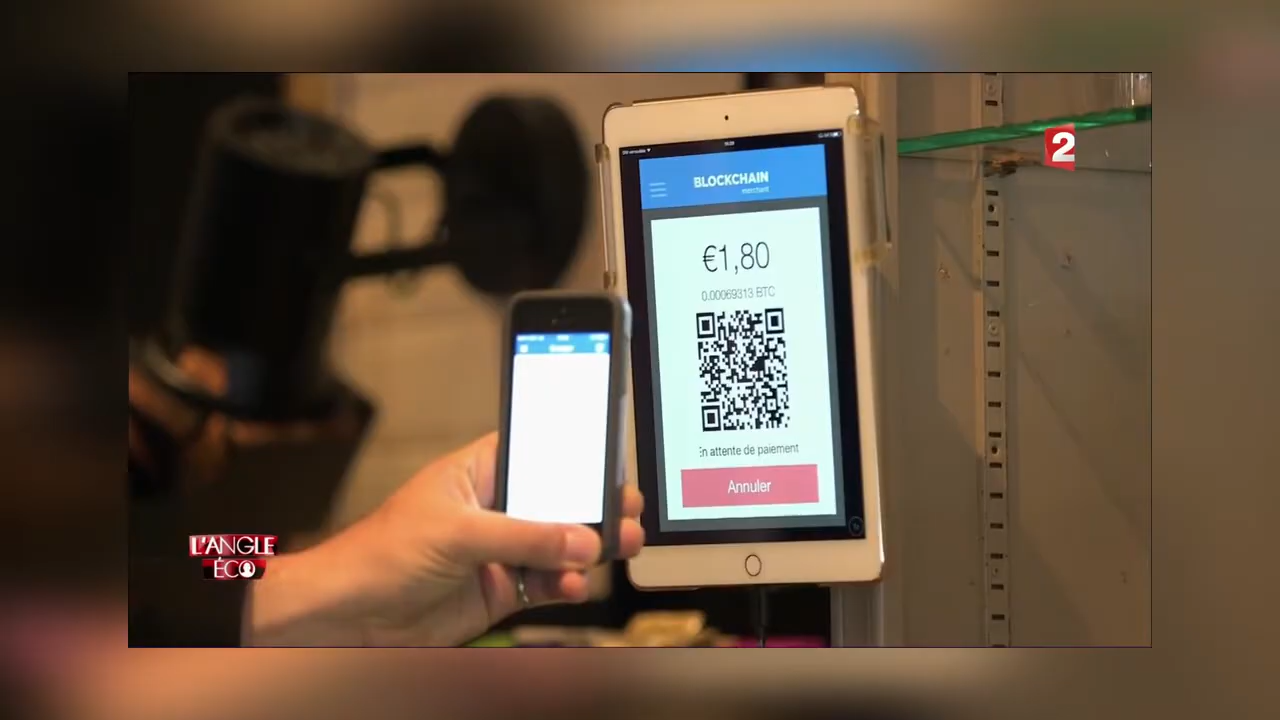 2
BLOCKCHAIN
merchant
€1,80
0.00069313 BTC
En attente de paiement
Annuler
L'ANGLE
ÉCO